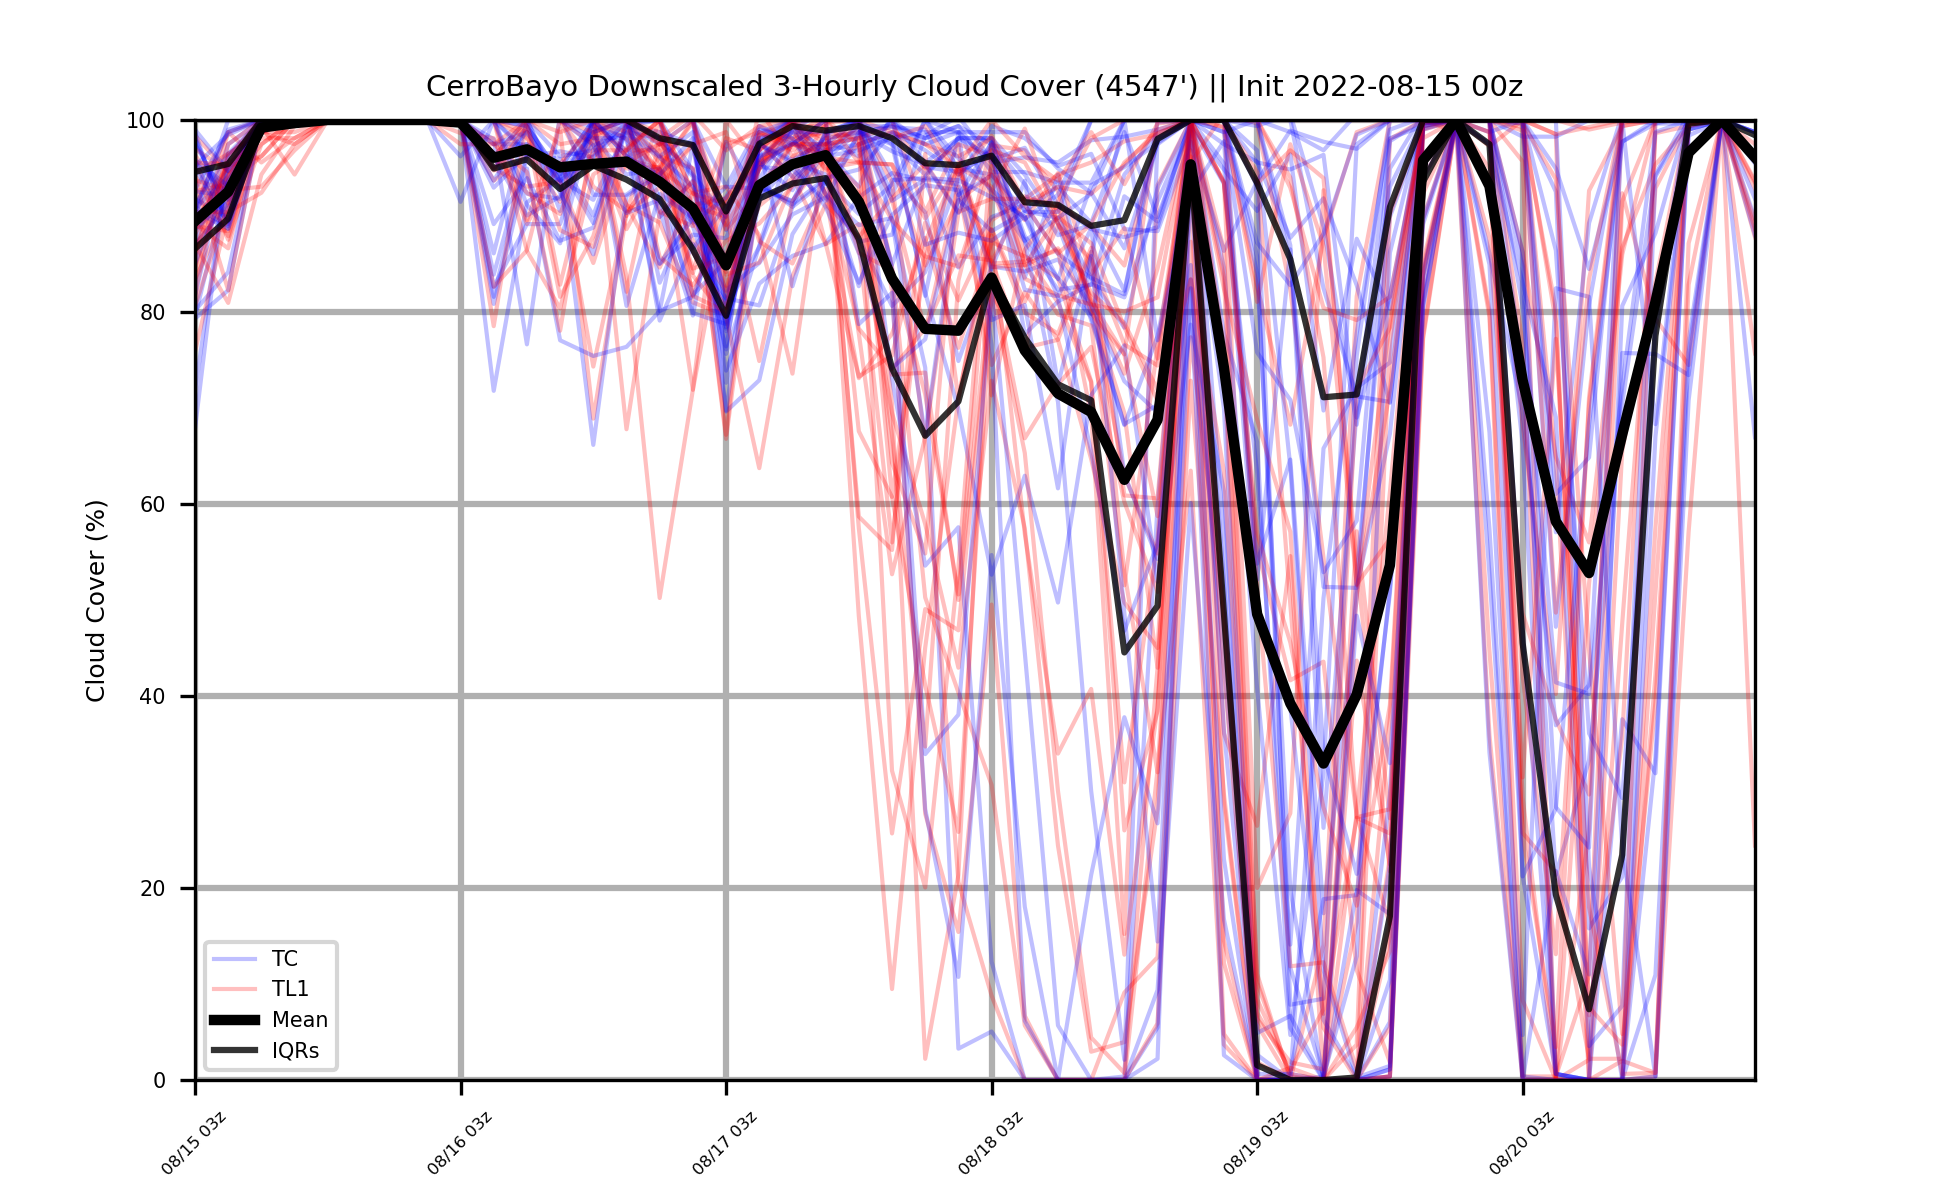 CerroBayo Downscaled 3-Hourly Cloud Cover (4547') || Init 2022-08-15 00z
100
80
60
40
20
0
Cloud Cover (%)
TC
TL1
Mean
IQRs
08/15 03z
08/16 03z
08/17 03z
08/18 03z
08/19 03z
08/20 03z